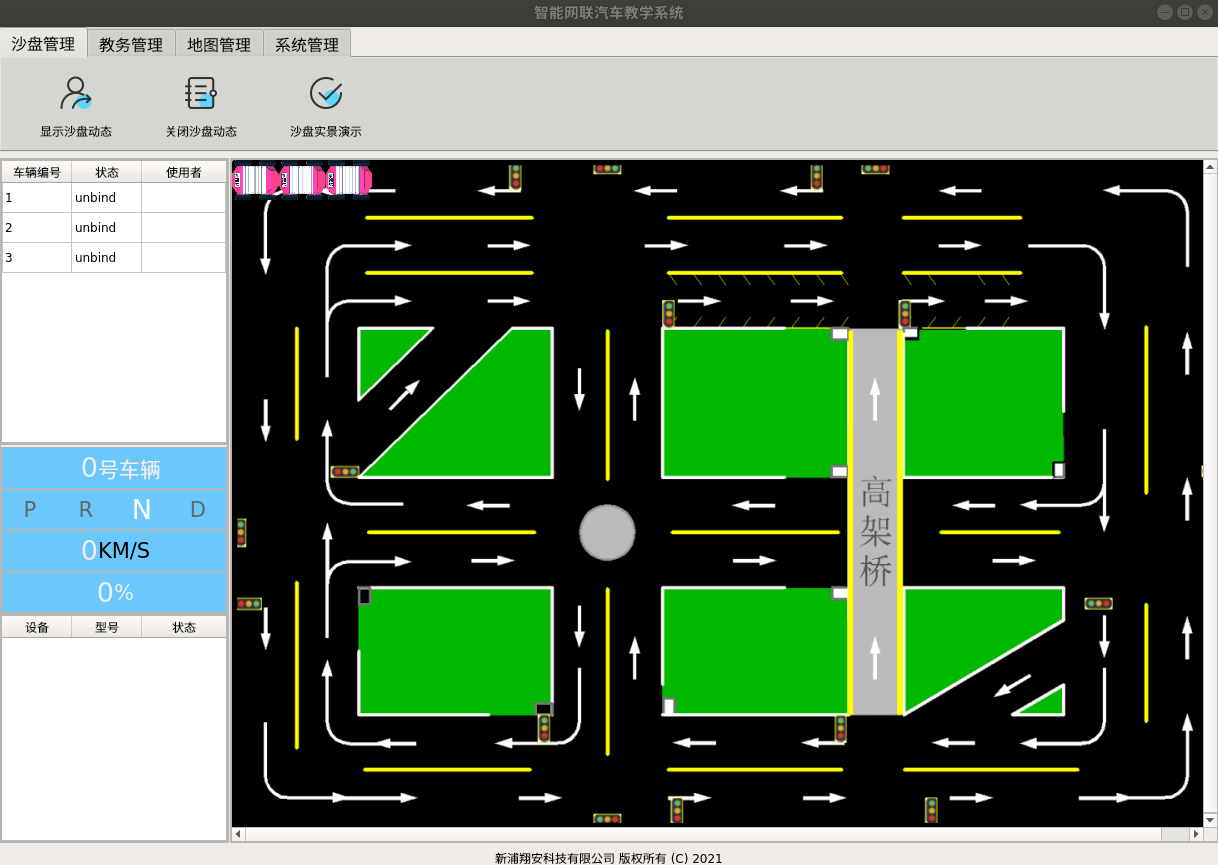 智能网联汽车教学系统
沙盘管理 教务管理 地图管理 系统管理
显示沙盘动态 关闭沙盘动态 沙盘实景演示
车辆编号 状态 使用者
1 unbind
2 unbind
3 unbind
0号车辆
P R N D
0KM/S
0%
设备 型号 状态
高
架
桥
新浦翔安科技有限公司 版权所有 (C) 2021